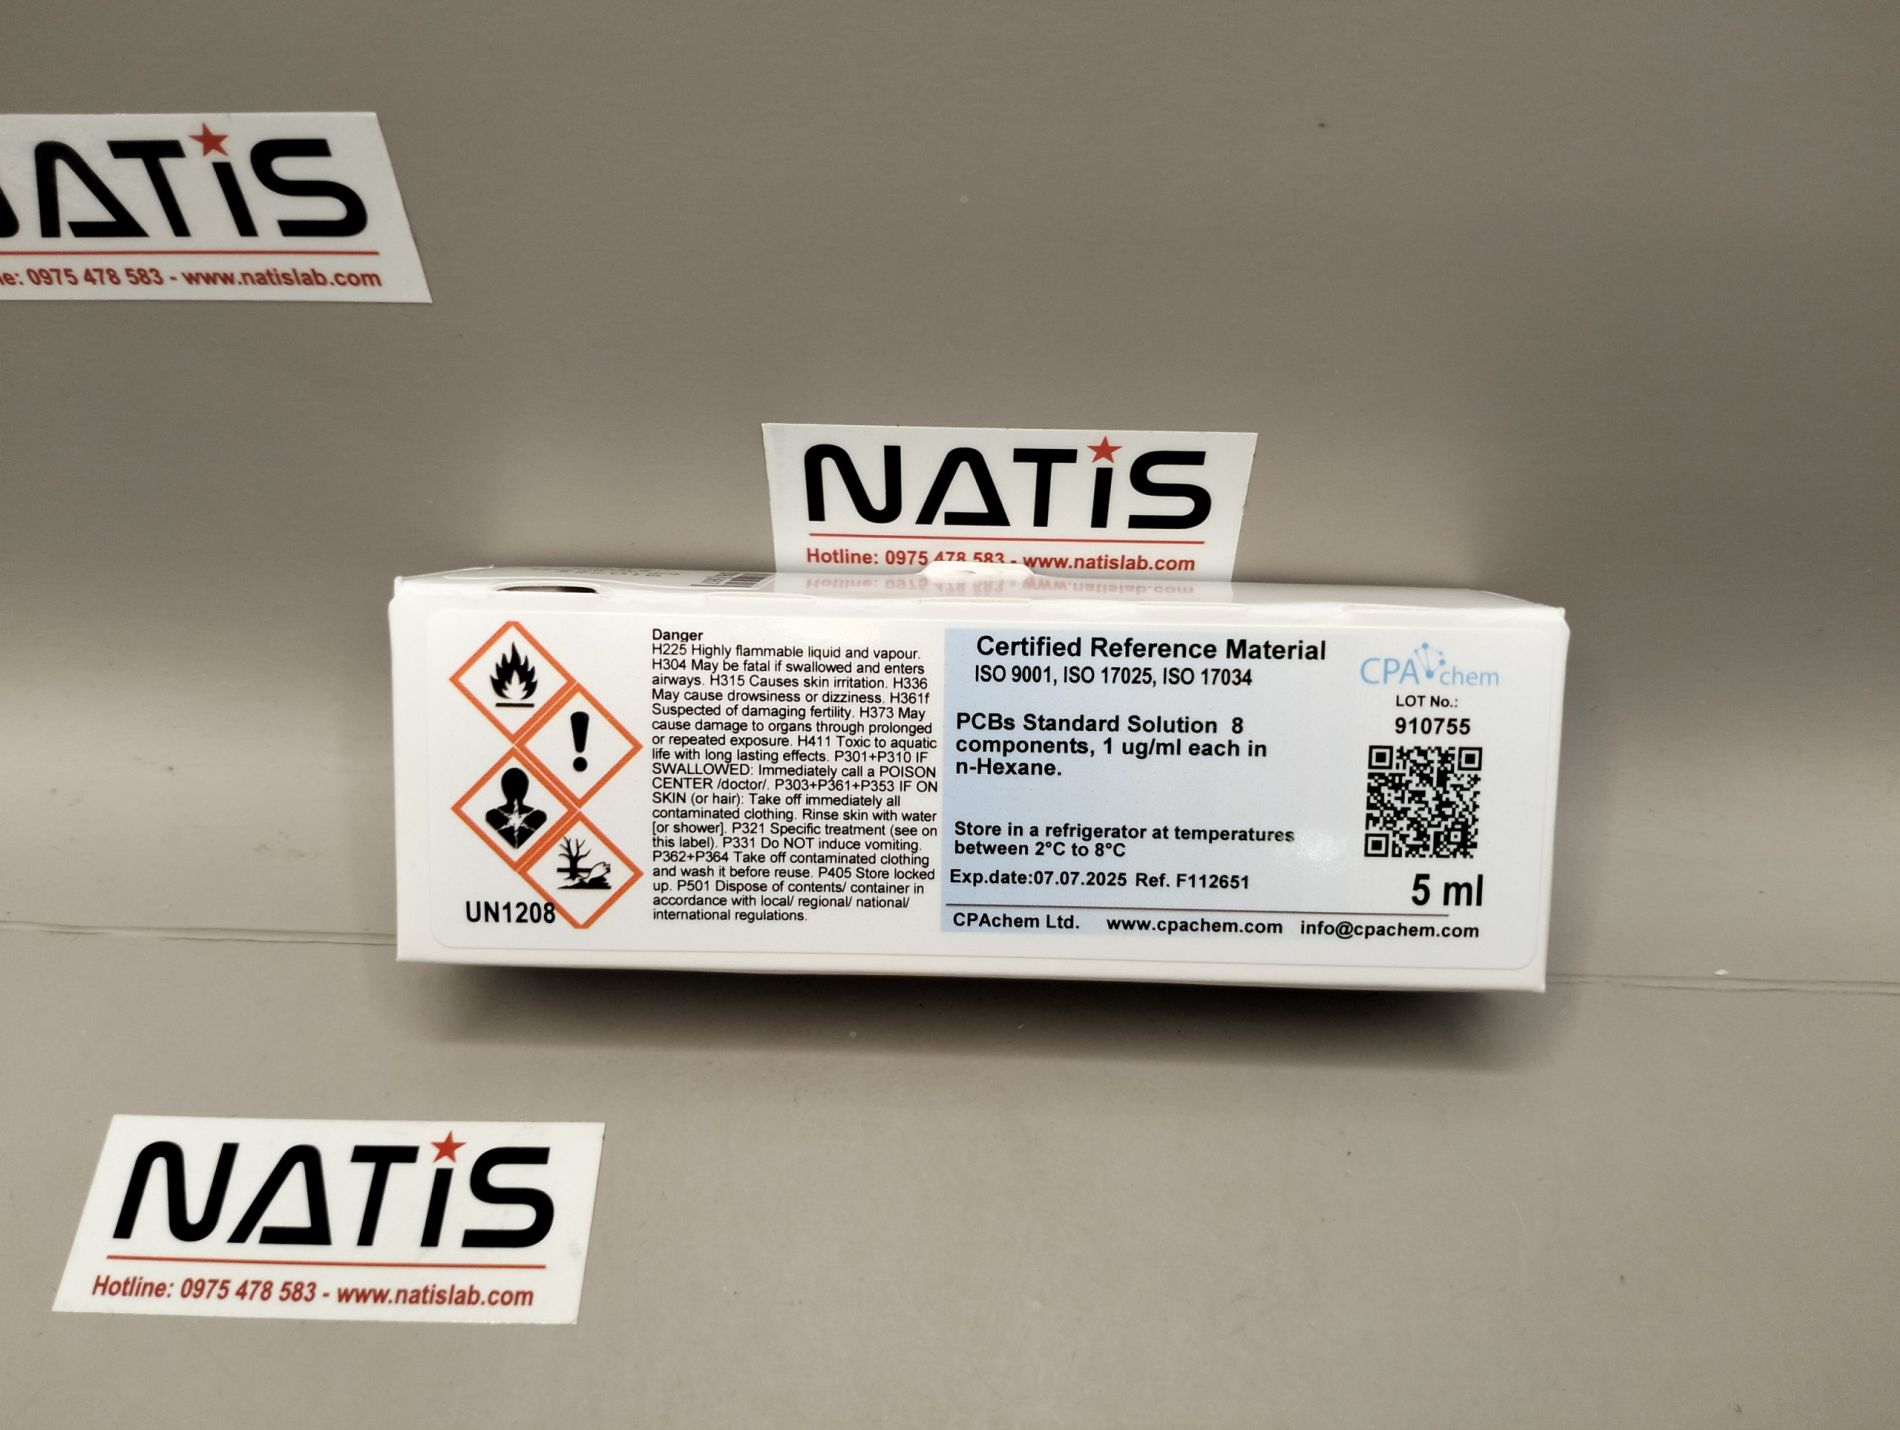 NATiS
0975 478 583 - www.natislab.com
NATiS
Hotline: 0975 478 583 - www.natislab.com
Danger
H225 Highly flammable liquid and vapour.
H304 May be fatal if swallowed and enters
airways. H315 Causes skin irritation. H336
May cause drowsiness or dizziness. H361f
Suspected of damaging fertility. H373 May
cause damage to organs through prolonged
or repeated exposure. H411 Toxic to aquatic
life with long lasting effects. P301+P310 IF
SWALLOWED: Immediately call a POISON
CENTER /doctor/. P303+P361+P353 IF ON
SKIN (or hair): Take off immediately all
contaminated clothing. Rinse skin with water
[or shower]. P321 Specific treatment (see on
this label). P331 Do NOT induce vomiting.
P362+P364 Take off contaminated clothing
and wash it before reuse. P405 Store locked
up. P501 Dispose of contents/ container in
accordance with local/ regional/ national/
international regulations.
UN1208
Certified Reference Material
ISO 9001, ISO 17025, ISO 17034
PCBs Standard Solution 8
components, 1 ug/ml each in
n-Hexane.
Store in a refrigerator at temperatures
between 2°C to 8°C
Exp.date:07.07.2025 Ref. F112651
CPAchem
LOT No.:
910755
5 ml
CPAchem Ltd. www.cpachem.com info@cpachem.com
NATiS
Hotline: 0975 478 583 - www.natislab.com